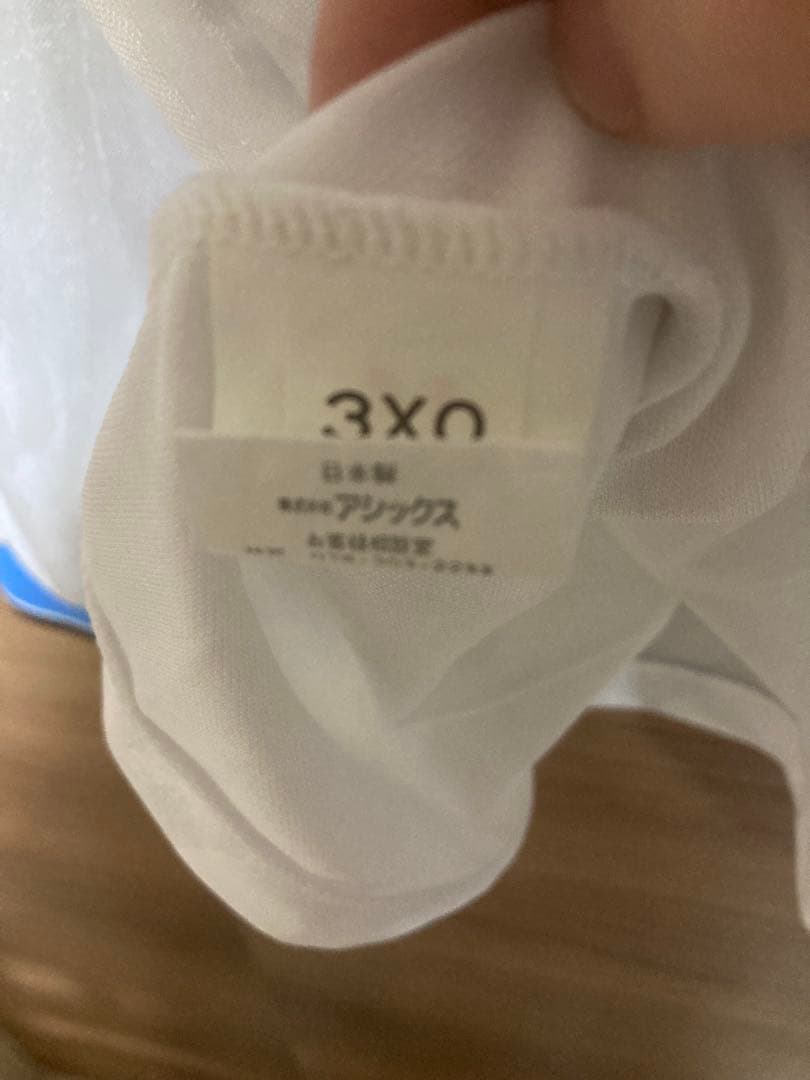 3XO
日本製
株式会社アシックス
お客様相談室